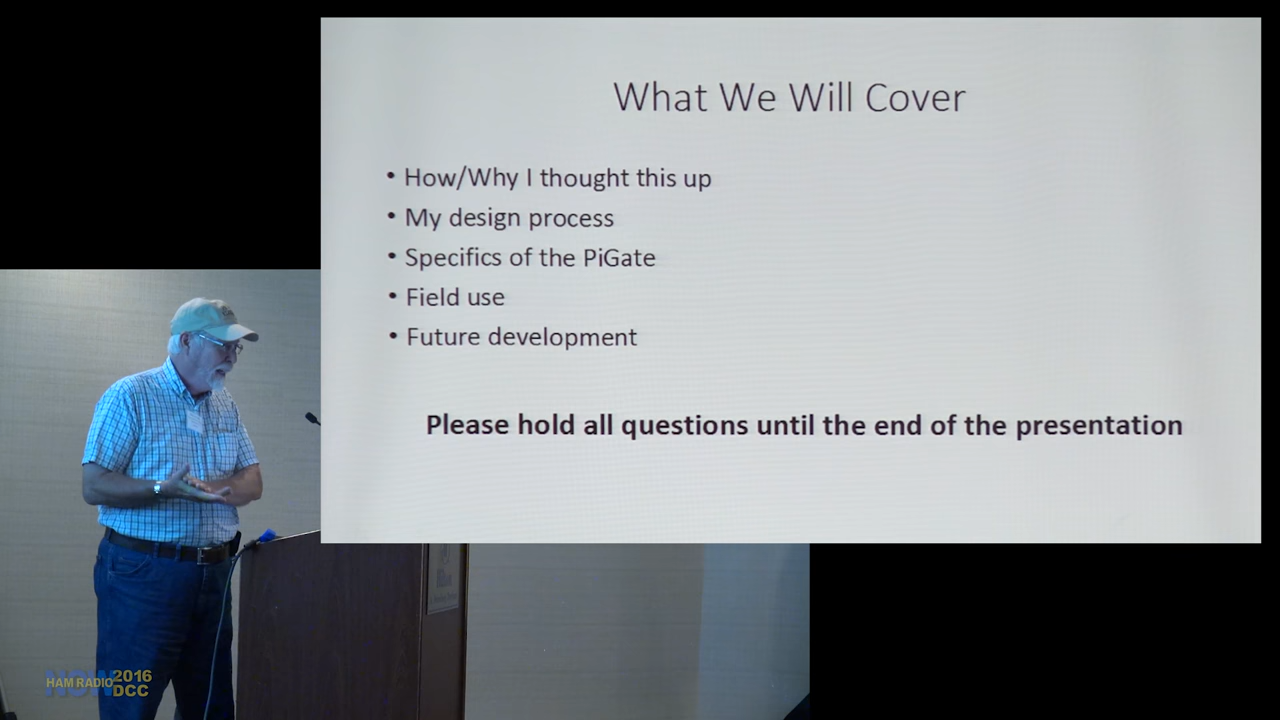 What We Will Cover
• How/Why I thought this up
• My design process
• Specifics of the PiGate
• Field use
• Future development
Please hold all questions until the end of the presentation
HAM RADIO
NOW
2016
DCC